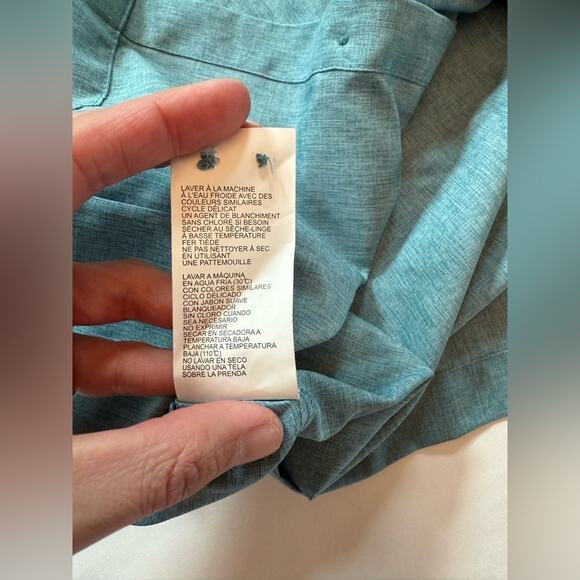 LAVER À LA MACHINE
À L'EAU FROIDE AVEC DES
COULEURS SIMILAIRES
CYCLE DÉLICAT
UN AGENT DE BLANCHIMENT
SANS CHLORE SI BESOIN
SÉCHER AU SÈCHE-LINGE
À BASSE TEMPÉRATURE
FER TIÈDE
NE PAS NETTOYER À SEC
EN UTILISANT
UNE PATTEMOUILLE
LAVAR A MÁQUINA
EN AGUA FRÍA (30℃)
CON COLORES SIMILARES
CICLO DELICADO
CON JABON SUAVE
BLANQUEADOR
SIN CLORO CUANDO
SEA NECESARIO
NO EXPRIMIR
SECAR EN SECADORA A
TEMPERATURA BAJA
PLANCHAR A TEMPERATURA
BAJA (110℃)
NO LAVAR EN SECO
USANDO UNA TELA
SOBRE LA PRENDA